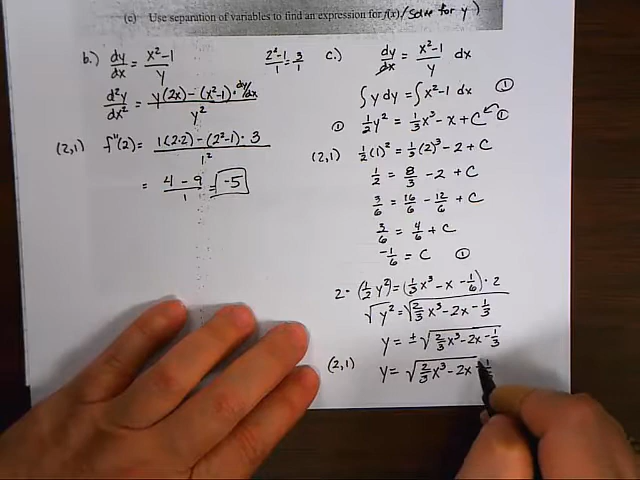 (c) Use separation of variables to find an expression for f(x) / Solve for y )
b.) dy/dx = x²-1/y
2²-1/1 = 3/1
d²y/dx² = y(2x) - (x²-1)·dy/dx / y²
(2,1) f"(2) = 1(2·2) - (2²-1)·3 / 1²
= 4 - 9 / 1 = -5
c.) dy/dx = x²-1/y dx
∫y dy = ∫x²-1 dx ①
① ½y² = ⅓x³ - x + C ①
(2,1) ½(1)² = ⅓(2)³ - 2 + C
1/2 = 8/3 - 2 + C
3/6 = 16/6 - 12/6 + C
3/6 = 4/6 + C
-1/6 = C ①
2·(½y²) = (⅓x³ - x - 1/6)·2
√y² = √2/3x³ - 2x - 1/3
y = ±√2/3x³ - 2x - 1/3
(2,1) y = √2/3x³ - 2x